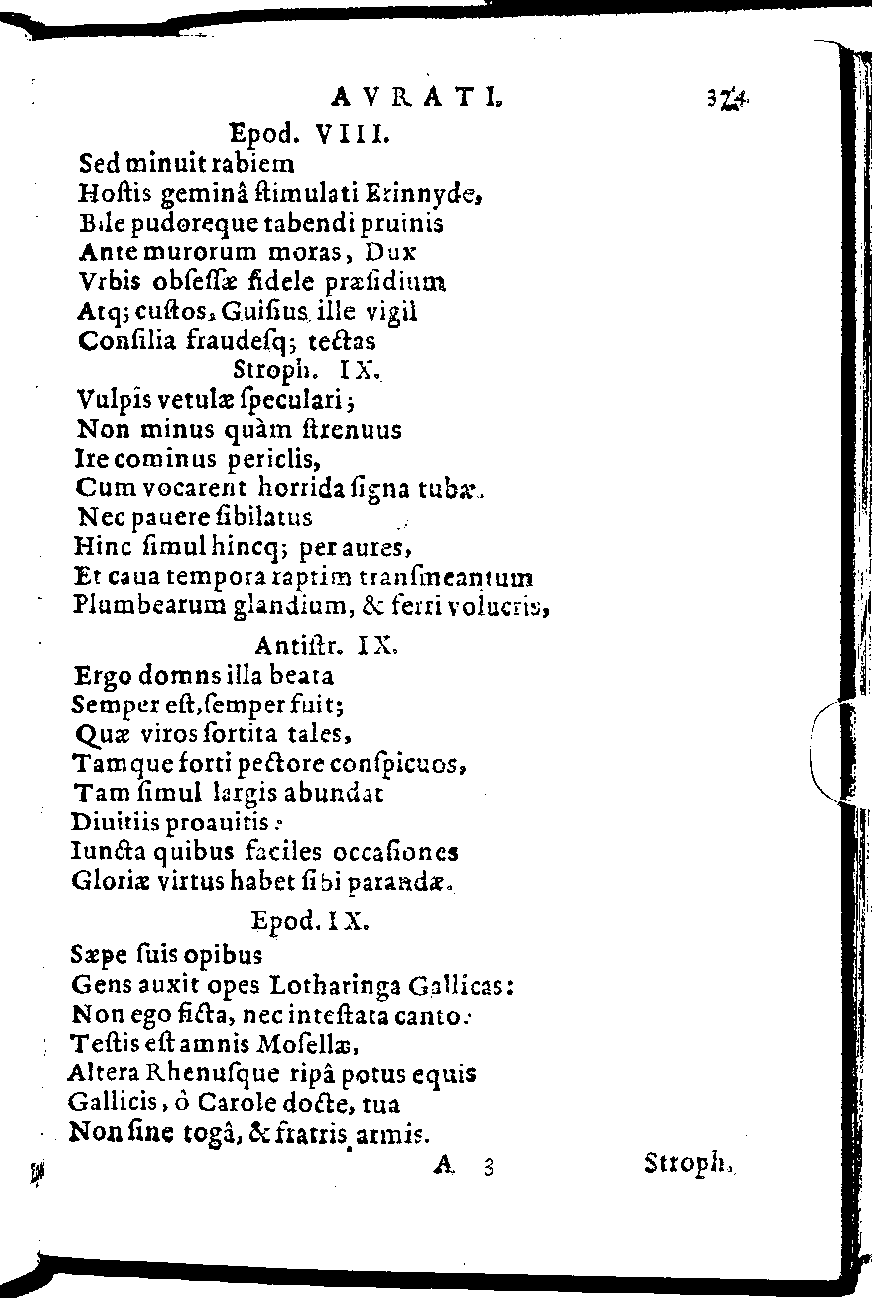 AVRATI. 324
Epod. VIII.
Sed minuit rabiem
Hoſtis geminâ ſtimulati Erinnyde,
Bile pudoreque tabendi pruinis
Ante murorum moras, Dux
Vrbis obſeſſæ fidele præſidium
Atq; cuſtos, Guiſius ille vigil
Conſilia fraudeſq; tectas
Stroph. IX.
Vulpis vetulæ ſpeculari;
Non minus quàm ſtrenuus
Ire cominus periclis,
Cum vocarent horrida ſigna tubæ.
Nec pauere ſibilatus
Hinc ſimul hincq; per aures,
Et caua tempora raptim tranſmeantum
Plumbearum glandium, & ferri volucris,
Antiſtr. IX.
Ergo domns illa beata
Semper eſt, ſemper fuit;
Quæ viros ſortita tales,
Tamque forti pectore conſpicuos,
Tam ſimul largis abundat
Diuitiis proauitis:
Iuncta quibus faciles occaſiones
Gloriæ virtus habet ſibi parandæ.
Epod. IX.
Sæpe ſuis opibus
Gens auxit opes Lotharinga Gallicas:
Non ego ficta, nec inteſtata canto:
Teſtis eſt amnis Moſellæ,
Altera Rhenuſque ripâ potus equis
Gallicis, ô Carole docte, tua
Non ſine togâ, & fratris armis.
A 3 Stroph.